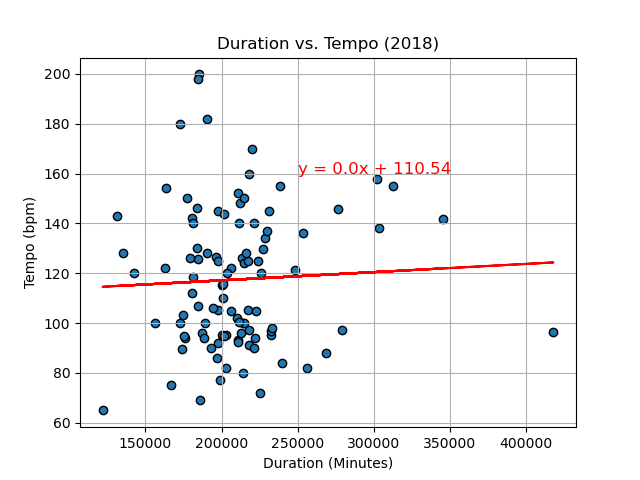 Duration vs. Tempo (2018)
200
180
160
140
120
100
80
60
Tempo (bpm)
y = 0.0x + 110.54
150000 200000 250000 300000 350000 400000
Duration (Minutes)